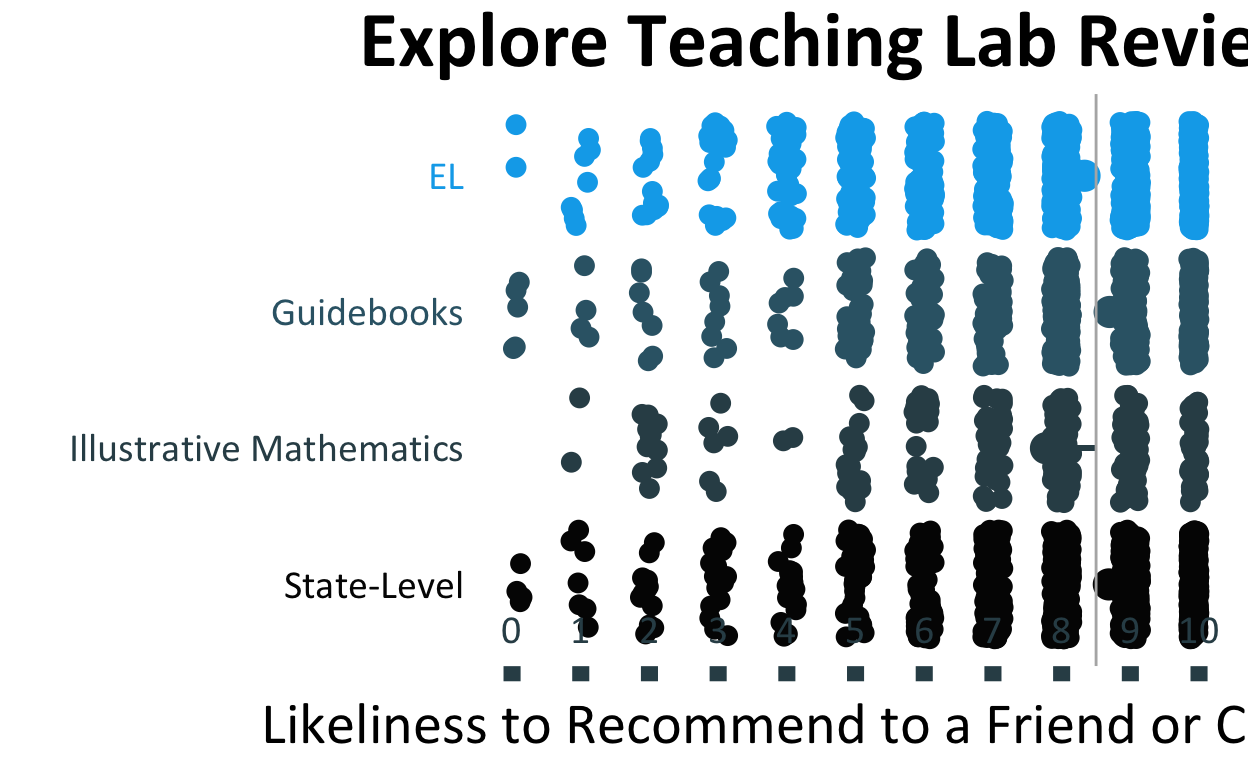 Explore Teaching Lab Revie
EL
Guidebooks
Illustrative Mathematics
State-Level
0 1 2 3 4 5 6 7 8 9 10
Likeliness to Recommend to a Friend or C